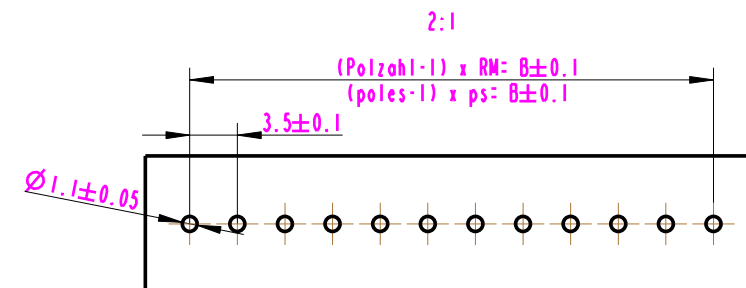 2:1
(Polzahl-1) x RM= B±0.1
(poles-1) x ps= B±0.1
3.5±0.1
Ø1.1±0.05